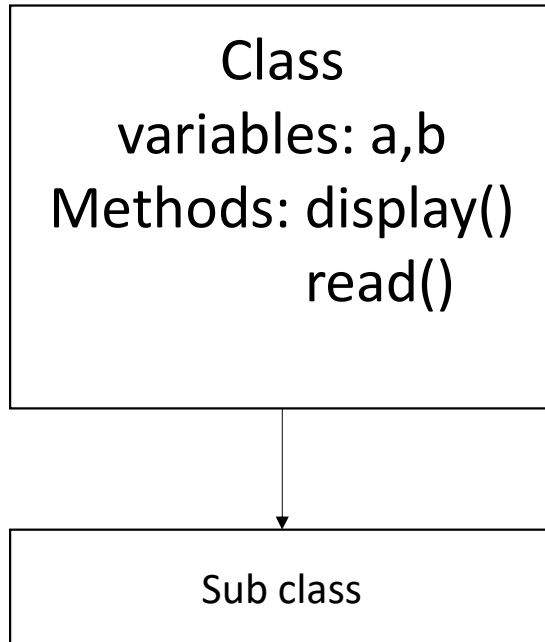 Class
variables: a,b
Methods: display()
read()
Sub class